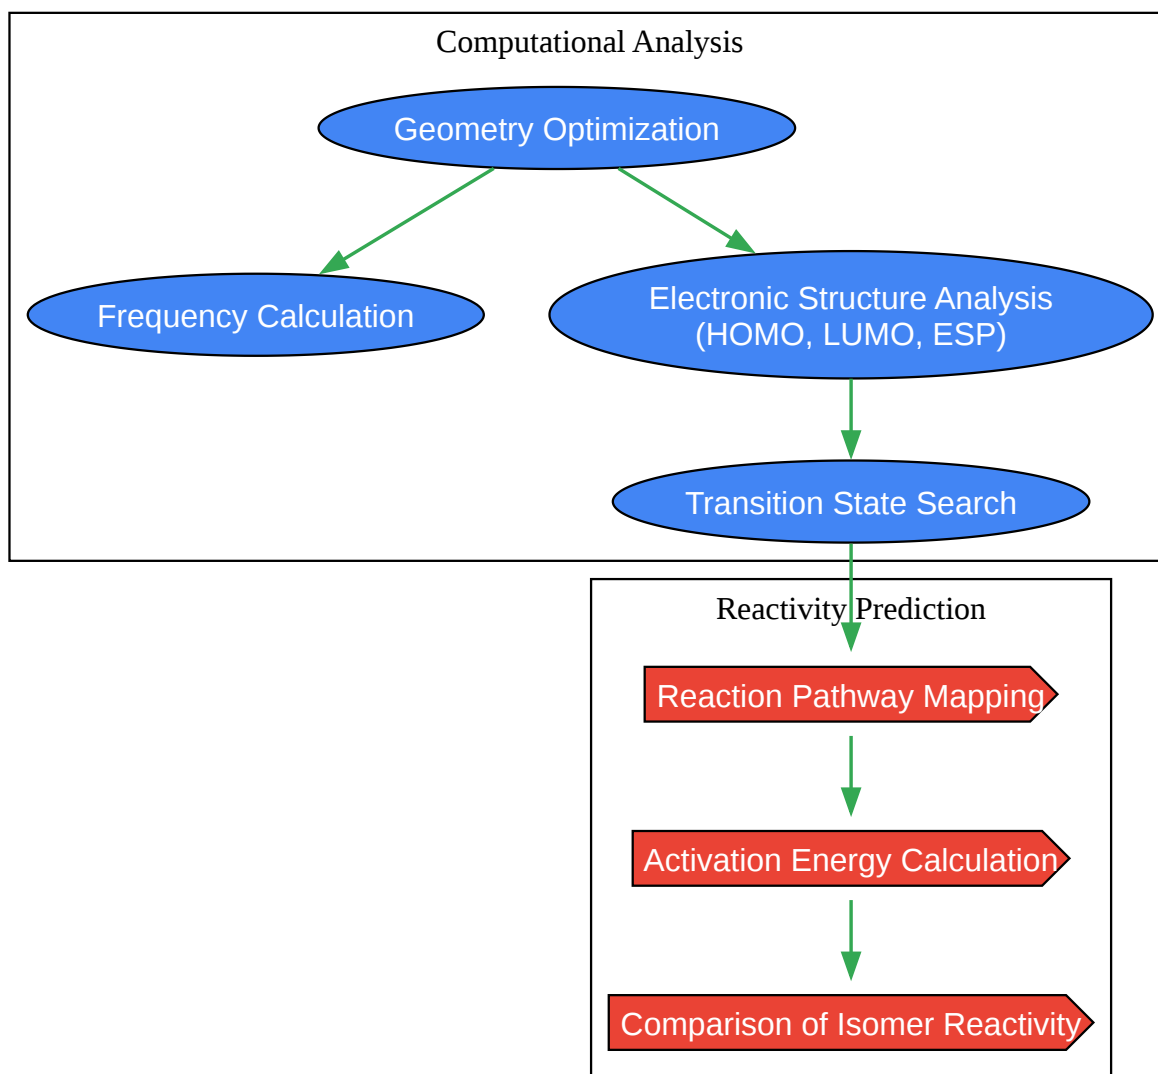 Computational Analysis
Geometry Optimization
Frequency Calculation
Electronic Structure Analysis
(HOMO, LUMO, ESP)
Transition State Search
Reactivity Prediction
Reaction Pathway Mapping
Activation Energy Calculation
Comparison of Isomer Reactivity